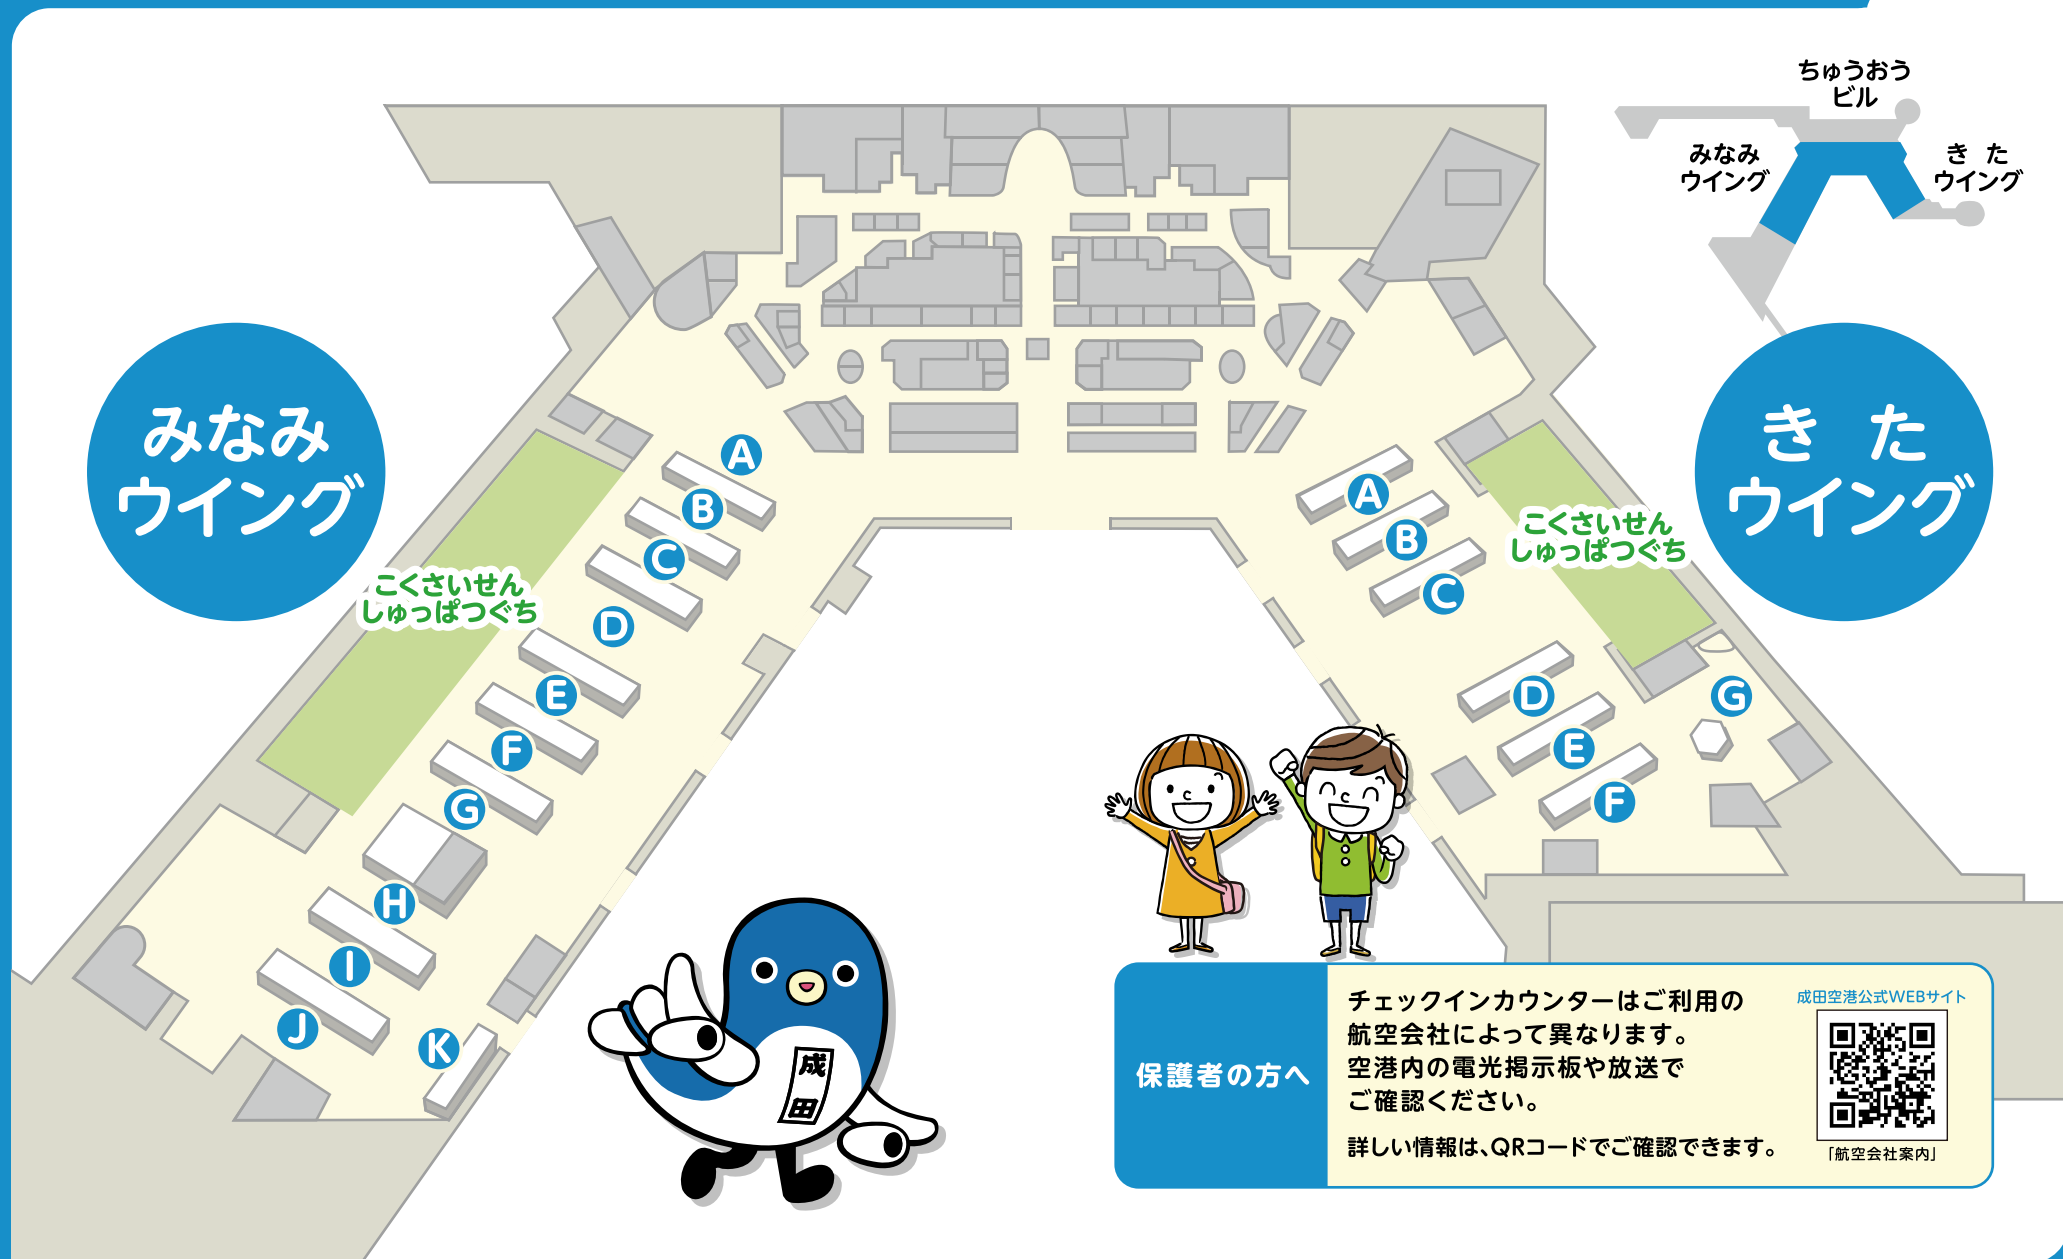 ちゅうおう
ビル
みなみ
ウイング
き た
ウイング
みなみ
ウイング
き た
ウイング
こくさいせん
しゅっぱつぐち
A
B
C
D
E
F
G
H
I
J
K
こくさいせん
しゅっぱつぐち
A
B
C
D
E
F
G
成田
保護者の方へ
チェックインカウンターはご利用の
航空会社によって異なります。
空港内の電光掲示板や放送で
ご確認ください。
詳しい情報は、QRコードでご確認できます。
成田空港公式WEBサイト
「航空会社案内」